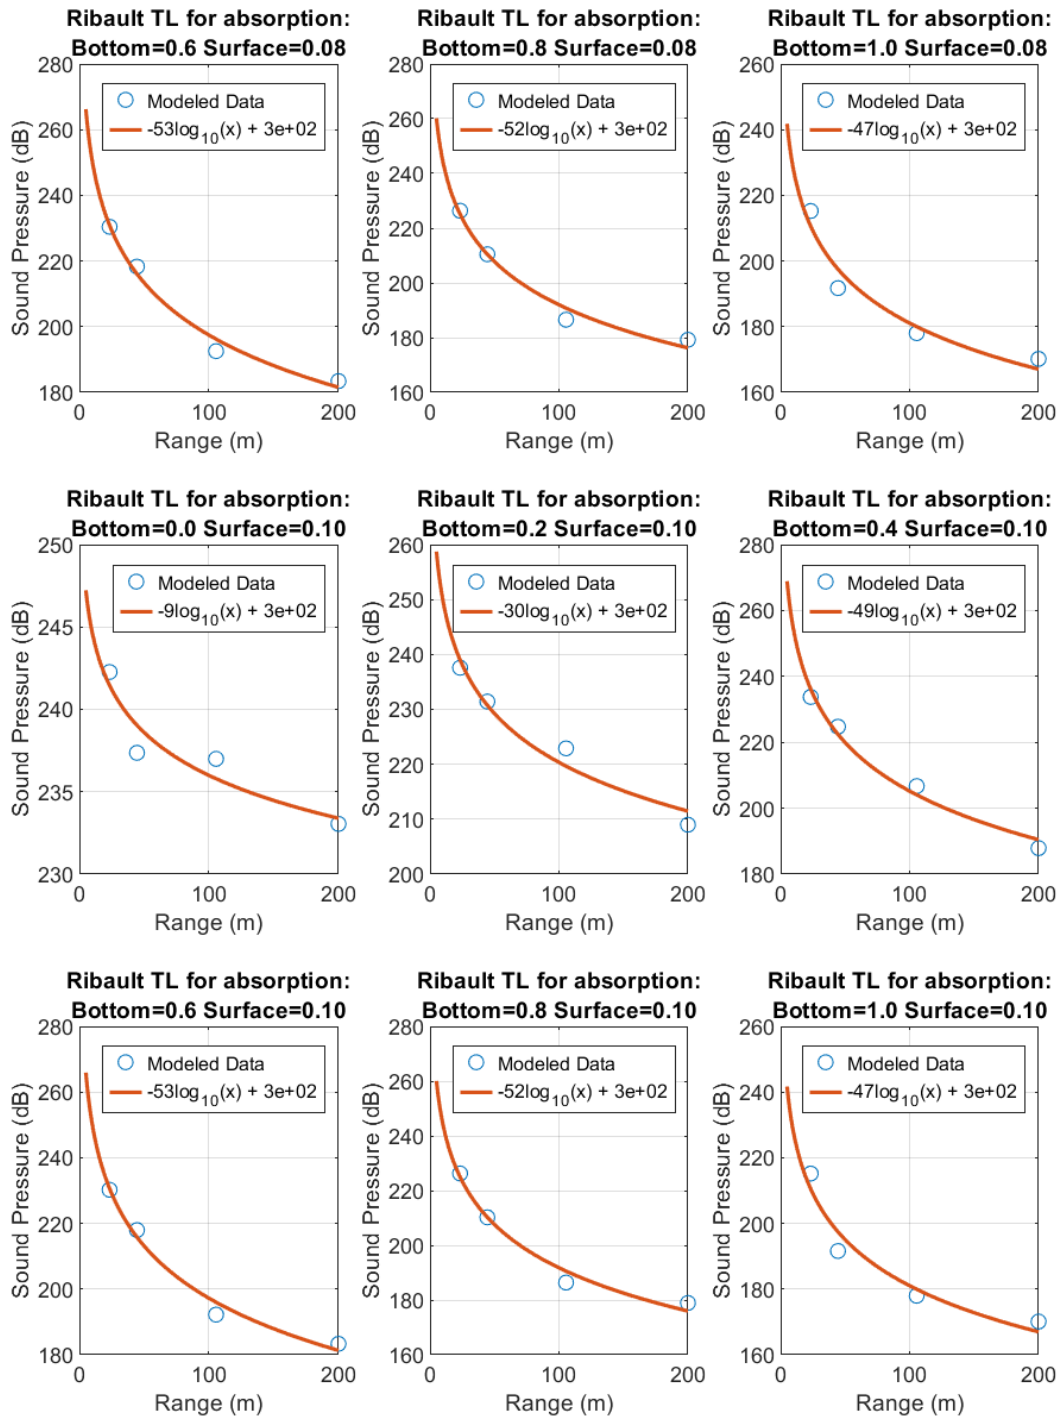 Ribault TL for absorption:
Bottom=0.6 Surface=0.08
280
260
240
220
200
180
Sound Pressure (dB)
Modeled Data
-53log10(x) + 3e+02
0 100 200
Range (m)
Ribault TL for absorption:
Bottom=0.8 Surface=0.08
280
260
240
220
200
180
160
Sound Pressure (dB)
Modeled Data
-52log10(x) + 3e+02
0 100 200
Range (m)
Ribault TL for absorption:
Bottom=1.0 Surface=0.08
260
240
220
200
180
160
Sound Pressure (dB)
Modeled Data
-47log10(x) + 3e+02
0 100 200
Range (m)
Ribault TL for absorption:
Bottom=0.0 Surface=0.10
250
245
240
235
230
Sound Pressure (dB)
Modeled Data
-9log10(x) + 3e+02
0 100 200
Range (m)
Ribault TL for absorption:
Bottom=0.2 Surface=0.10
260
250
240
230
220
210
200
Sound Pressure (dB)
Modeled Data
-30log10(x) + 3e+02
0 100 200
Range (m)
Ribault TL for absorption:
Bottom=0.4 Surface=0.10
280
260
240
220
200
180
Sound Pressure (dB)
Modeled Data
-49log10(x) + 3e+02
0 100 200
Range (m)
Ribault TL for absorption:
Bottom=0.6 Surface=0.10
280
260
240
220
200
180
Sound Pressure (dB)
Modeled Data
-53log10(x) + 3e+02
0 100 200
Range (m)
Ribault TL for absorption:
Bottom=0.8 Surface=0.10
280
260
240
220
200
180
160
Sound Pressure (dB)
Modeled Data
-52log10(x) + 3e+02
0 100 200
Range (m)
Ribault TL for absorption:
Bottom=1.0 Surface=0.10
260
240
220
200
180
160
Sound Pressure (dB)
Modeled Data
-47log10(x) + 3e+02
0 100 200
Range (m)